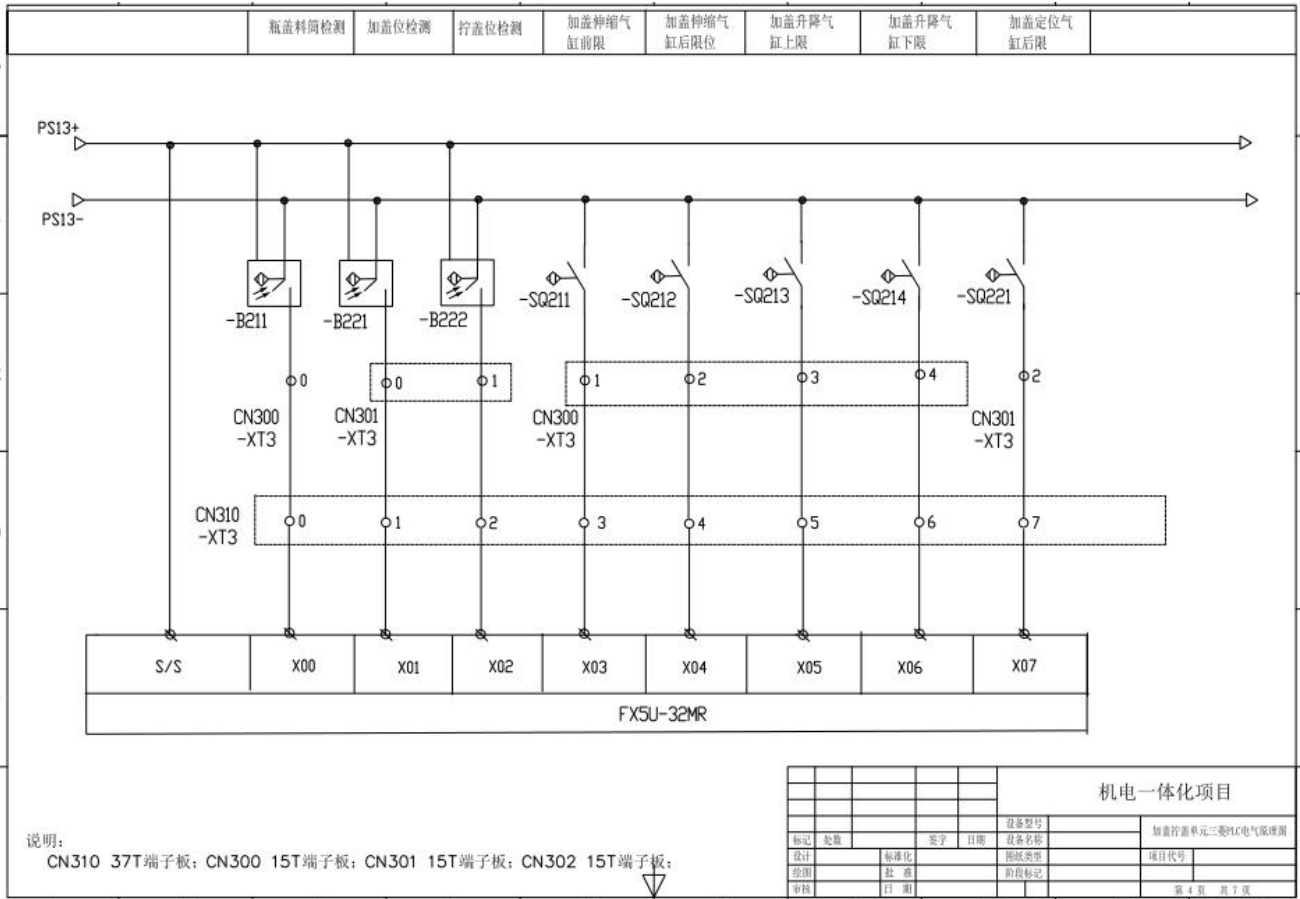 瓶盖料筒检测 加盖位检测 拧盖位检测 加盖伸缩气 加盖伸缩气 加盖升降气 加盖升降气 加盖定位气
缸前限 缸后限位 缸上限 缸下限 缸后限
PS13+
PS13-
-B211 -B221 -B222 -SQ211 -SQ212 -SQ213 -SQ214 -SQ221
0 0 1 1 2 3 4 2
CN300 CN301 CN300 CN301
-XT3 -XT3 -XT3 -XT3
CN310 0 1 2 3 4 5 6 7
-XT3
S/S X00 X01 X02 X03 X04 X05 X06 X07
FX5U-32MR
说明:
CN310 37T端子板; CN300 15T端子板; CN301 15T端子板; CN302 15T端子板;
机电一体化项目
设备型号
加盖拧盖单元三菱PLC电气原理图
标记 处数 签字 日期 设备名称
设计 标准化 图纸类型 项目代号
绘图 批 准 阶段标记
审核 日 期 第 4 页 共 7 页